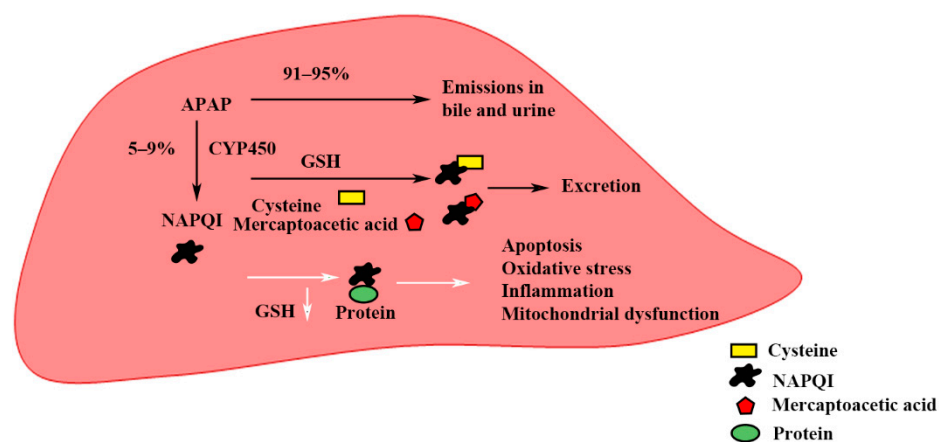 91–95%
APAP
Emissions in
bile and urine
5–9%
CYP450
GSH
Cysteine
Mercaptoacetic acid
Excretion
NAPQI
GSH
Protein
Apoptosis
Oxidative stress
Inflammation
Mitochondrial dysfunction
Cysteine
NAPQI
Mercaptoacetic acid
Protein